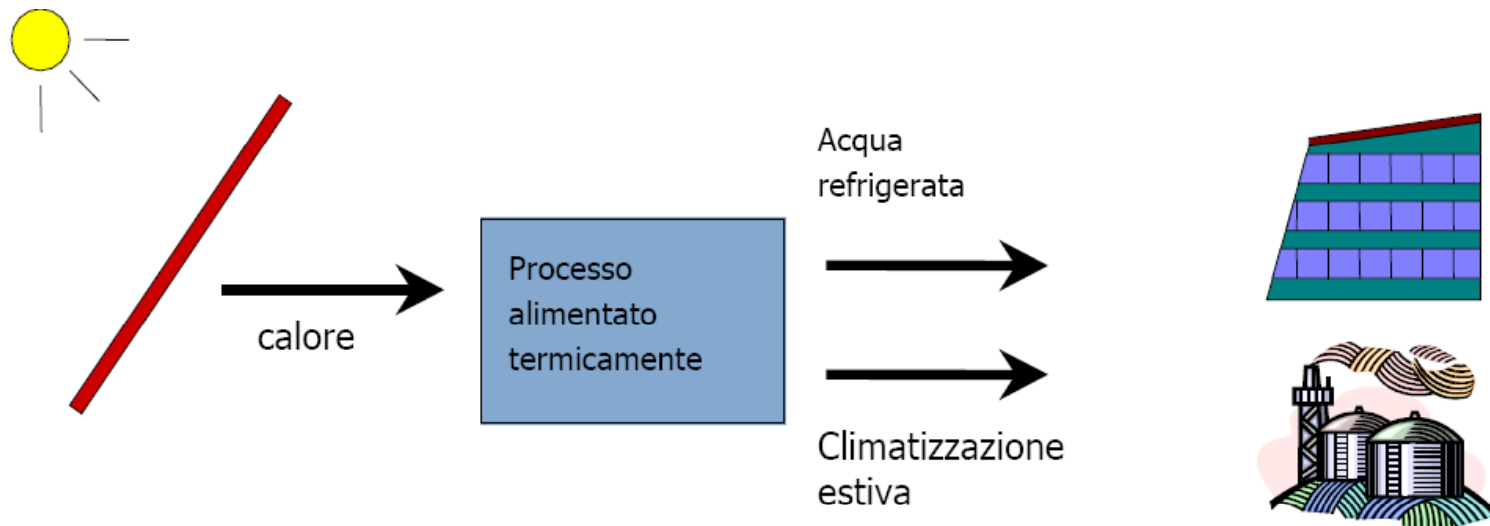 calore
Processo
alimentato
termicamente
Acqua
refrigerata
Climatizzazione
estiva